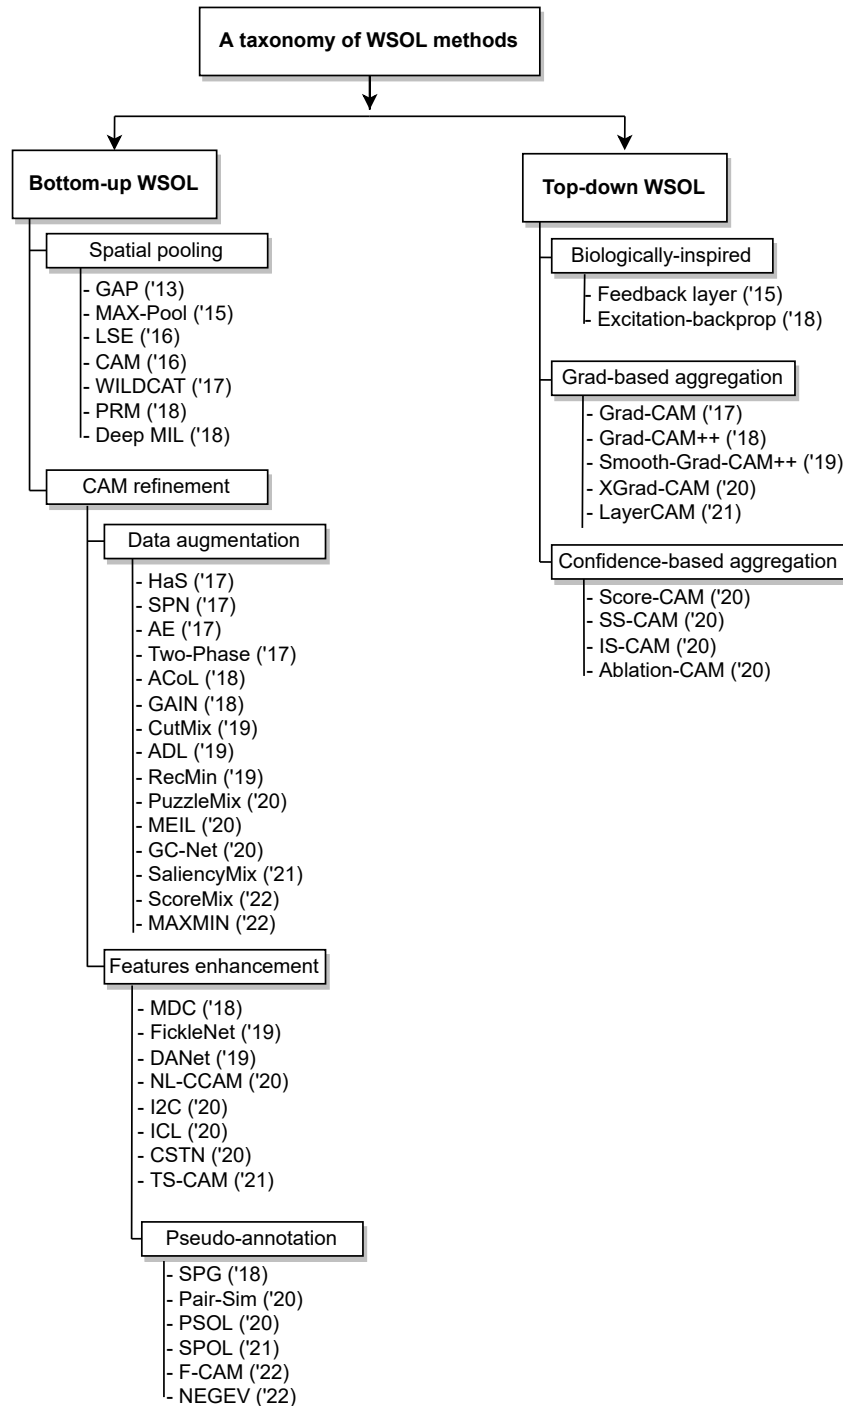 A taxonomy of WSOL methods
Bottom-up WSOL
Spatial pooling
- GAP ('13)
- MAX-Pool ('15)
- LSE ('16)
- CAM ('16)
- WILDCAT ('17)
- PRM ('18)
- Deep MIL ('18)
CAM refinement
Data augmentation
- HaS ('17)
- SPN ('17)
- AE ('17)
- Two-Phase ('17)
- ACoL ('18)
- GAIN ('18)
- CutMix ('19)
- ADL ('19)
- RecMin ('19)
- PuzzleMix ('20)
- MEIL ('20)
- GC-Net ('20)
- SaliencyMix ('21)
- ScoreMix ('22)
- MAXMIN ('22)
Features enhancement
- MDC ('18)
- FickleNet ('19)
- DANet ('19)
- NL-CCAM ('20)
- I2C ('20)
- ICL ('20)
- CSTN ('20)
- TS-CAM ('21)
Pseudo-annotation
- SPG ('18)
- Pair-Sim ('20)
- PSOL ('20)
- SPOL ('21)
- F-CAM ('22)
- NEGEV ('22)
Top-down WSOL
Biologically-inspired
- Feedback layer ('15)
- Excitation-backprop ('18)
Grad-based aggregation
- Grad-CAM ('17)
- Grad-CAM++ ('18)
- Smooth-Grad-CAM++ ('19)
- XGrad-CAM ('20)
- LayerCAM ('21)
Confidence-based aggregation
- Score-CAM ('20)
- SS-CAM ('20)
- IS-CAM ('20)
- Ablation-CAM ('20)